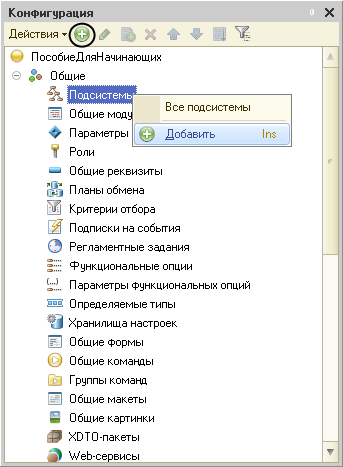 Конфигурация
Действия
ПособиеДляНачинающих
Общие
Подсистемы
Все подсистемы
Общие моду
Добавить Ins
Параметры
Роли
Общие реквизиты
Планы обмена
Критерии отбора
Подписки на события
Регламентные задания
Функциональные опции
Параметры функциональных опций
Определяемые типы
Хранилища настроек
Общие формы
Общие команды
Группы команд
Общие макеты
Общие картинки
XDTO-пакеты
Web-сервисы